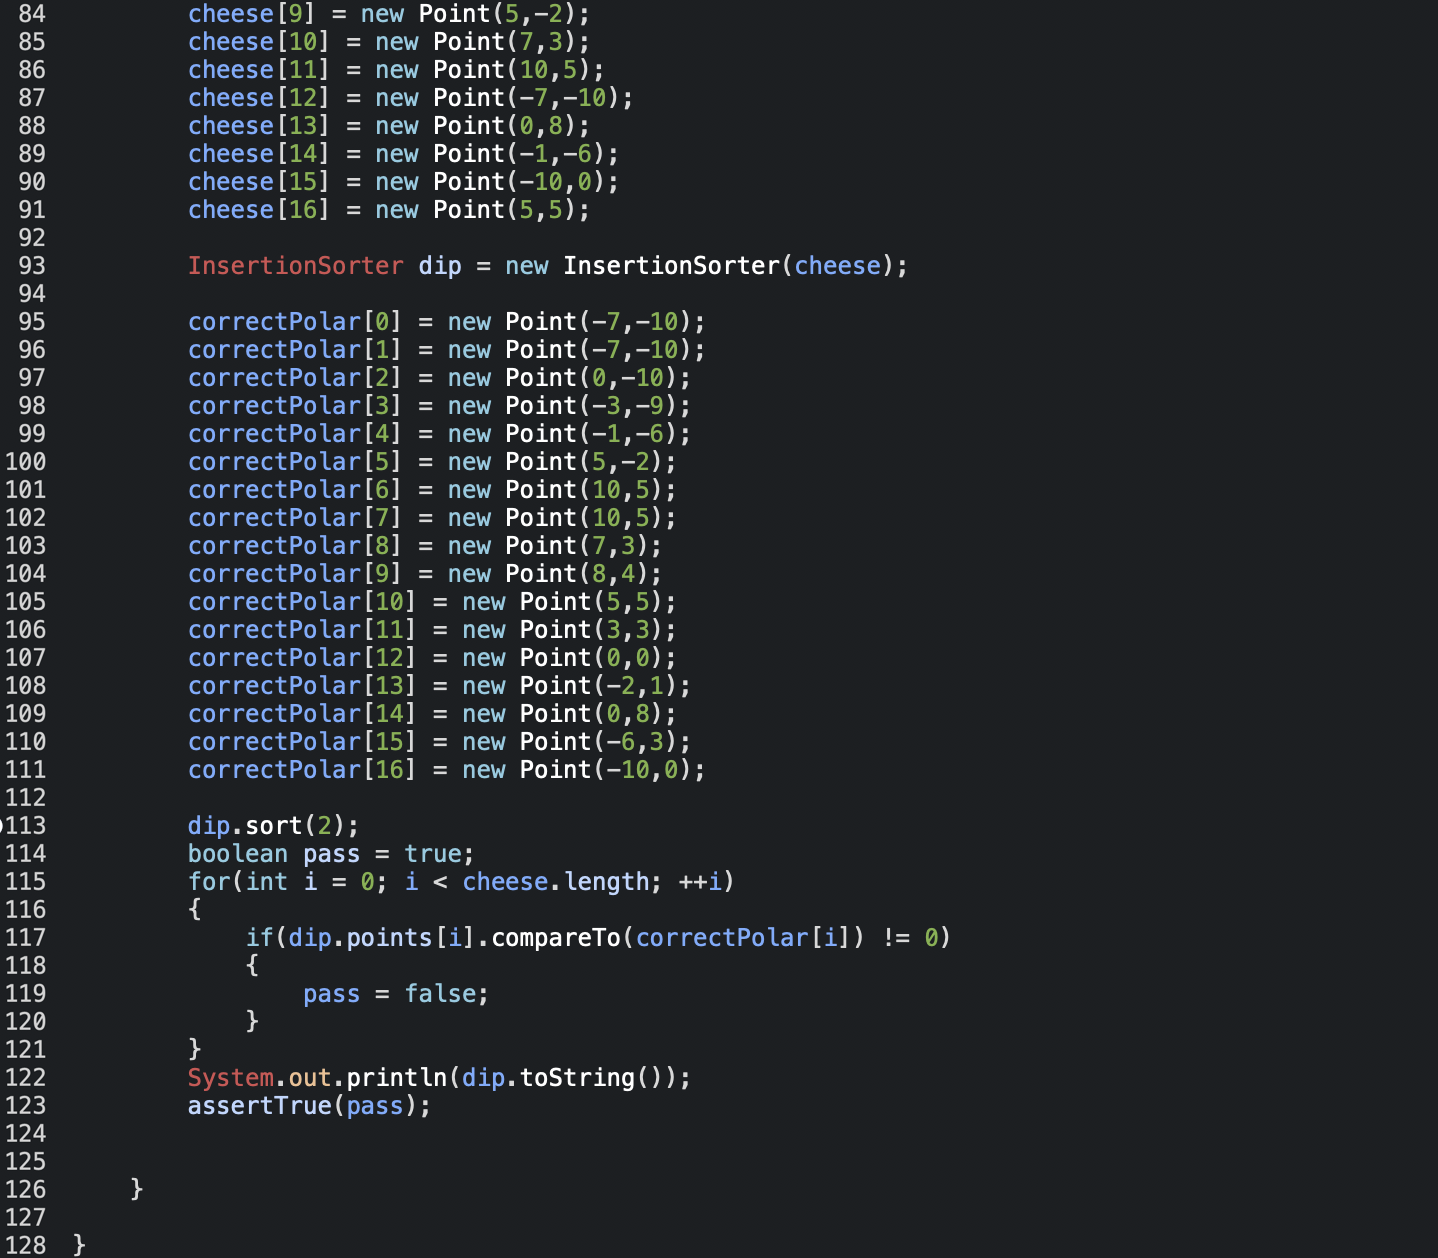 84 cheese[9] = new Point(5,-2);
85 cheese[10] = new Point(7,3);
86 cheese[11] = new Point(10,5);
87 cheese[12] = new Point(-7,-10);
88 cheese[13] = new Point(0,8);
89 cheese[14] = new Point(-1,-6);
90 cheese[15] = new Point(-10,0);
91 cheese[16] = new Point(5,5);
92
93 InsertionSorter dip = new InsertionSorter(cheese);
94
95 correctPolar[0] = new Point(-7,-10);
96 correctPolar[1] = new Point(-7,-10);
97 correctPolar[2] = new Point(0,-10);
98 correctPolar[3] = new Point(-3,-9);
99 correctPolar[4] = new Point(-1,-6);
100 correctPolar[5] = new Point(5,-2);
101 correctPolar[6] = new Point(10,5);
102 correctPolar[7] = new Point(10,5);
103 correctPolar[8] = new Point(7,3);
104 correctPolar[9] = new Point(8,4);
105 correctPolar[10] = new Point(5,5);
106 correctPolar[11] = new Point(3,3);
107 correctPolar[12] = new Point(0,0);
108 correctPolar[13] = new Point(-2,1);
109 correctPolar[14] = new Point(0,8);
110 correctPolar[15] = new Point(-6,3);
111 correctPolar[16] = new Point(-10,0);
112
113 dip.sort(2);
114 boolean pass = true;
115 for(int i = 0; i < cheese.length; ++i)
116 {
117 if(dip.points[i].compareTo(correctPolar[i]) != 0)
118 {
119 pass = false;
120 }
121 }
122 System.out.println(dip.toString());
123 assertTrue(pass);
124
125
126 }
127
128 }